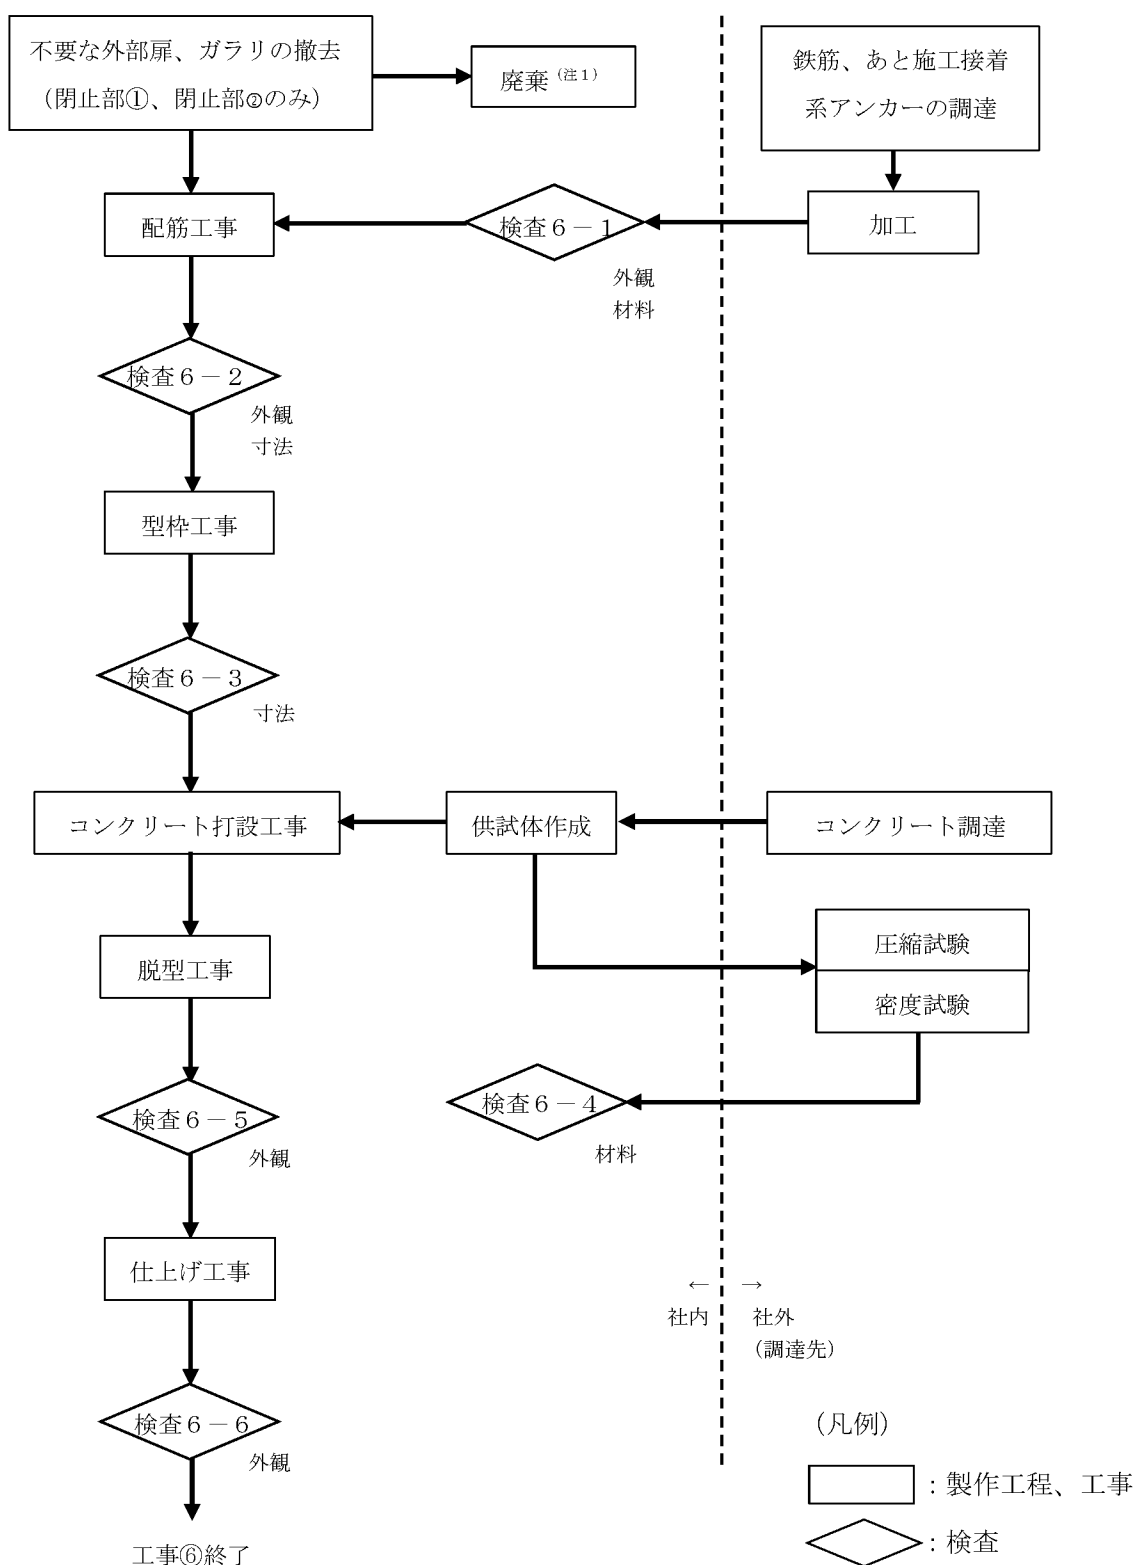 不要な外部扉、ガラリの撤去
（閉止部①、閉止部②のみ）
廃棄（注１）
鉄筋、あと施工接着
系アンカーの調達
配筋工事
検査６－１
加工
外観
材料
検査６－２
外観
寸法
型枠工事
検査６－３
寸法
コンクリート打設工事
供試体作成
コンクリート調達
圧縮試験
脱型工事
密度試験
検査６－４
材料
検査６－５
外観
仕上げ工事
← →
社内 社外
（調達先）
検査６－６
外観
（凡例）
：製作工程、工事
：検査
工事⑥終了